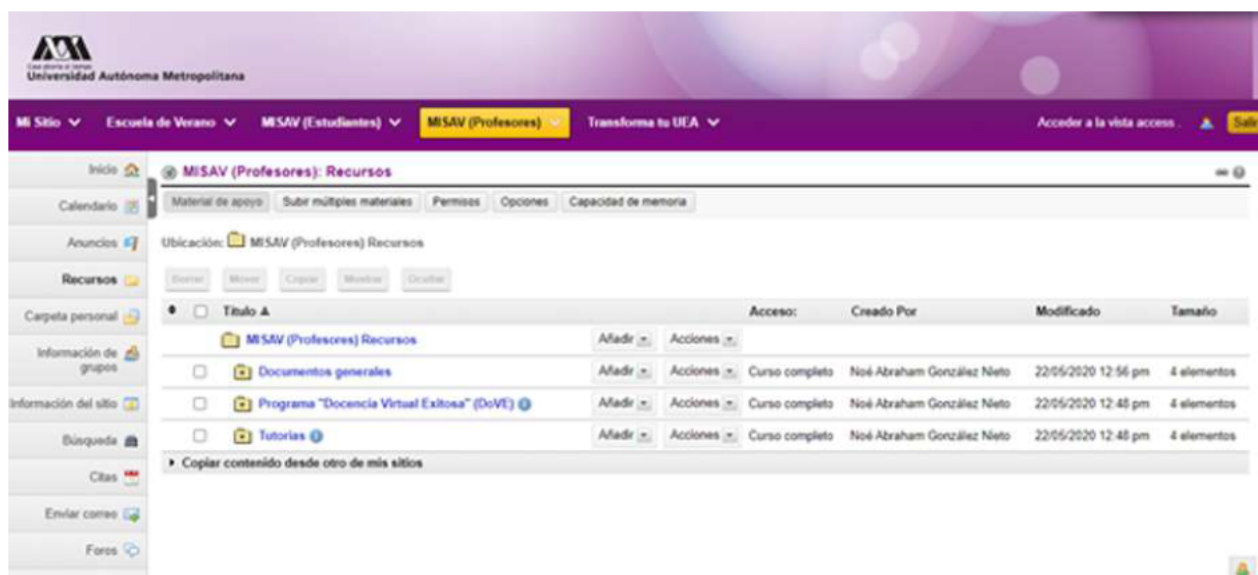 Casa abierta al tiempo
Universidad Autónoma Metropolitana
Mi Sitio Escuela de Verano MISAV (Estudiantes) MISAV (Profesores) Transforma tu UEA Acceder a la vista access. Salir
Inicio
Calendario
Anuncios
Recursos
Carpeta personal
Información de
grupos
Información del sitio
Búsqueda
Citas
Enviar correo
Foros
MISAV (Profesores): Recursos
Material de apoyo Subir múltiples materiales Permisos Opciones Capacidad de memoria
Ubicación: MISAV (Profesores) Recursos
Borrar Mover Copiar Mostrar Ocultar
Título Acceso: Creado Por Modificado Tamaño
MISAV (Profesores) Recursos Añadir Acciones
Documentos generales Añadir Acciones Curso completo Noé Abraham González Nieto 22/05/2020 12:56 pm 4 elementos
Programa "Docencia Virtual Exitosa" (DoVE) Añadir Acciones Curso completo Noé Abraham González Nieto 22/05/2020 12:48 pm 4 elementos
Tutorías Añadir Acciones Curso completo Noé Abraham González Nieto 22/05/2020 12:48 pm 4 elementos
Copiar contenido desde otro de mis sitios